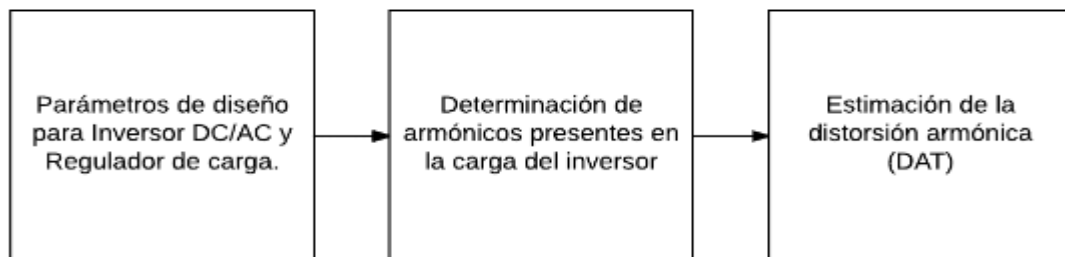 Parámetros de diseño
para Inversor DC/AC y
Regulador de carga.
Determinación de
armónicos presentes en
la carga del inversor
Estimación de la
distorsión armónica
(DAT)